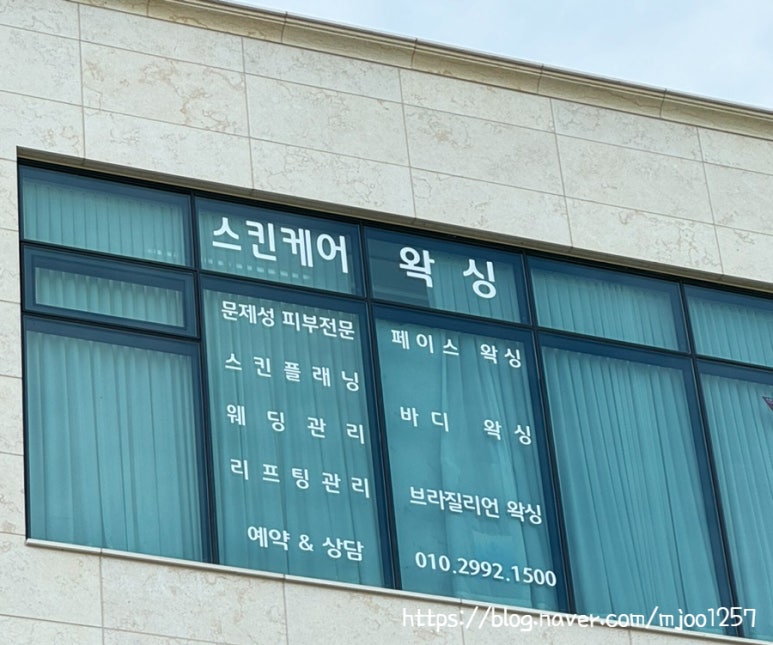 스킨케어
문제성 피부전문
스킨플래닝
웨딩관리
리프팅관리
예약 & 상담
왁싱
페이스 왁싱
바디 왁싱
브라질리언 왁싱
010.2992.1500
https://blog.naver.com/mjoo1257